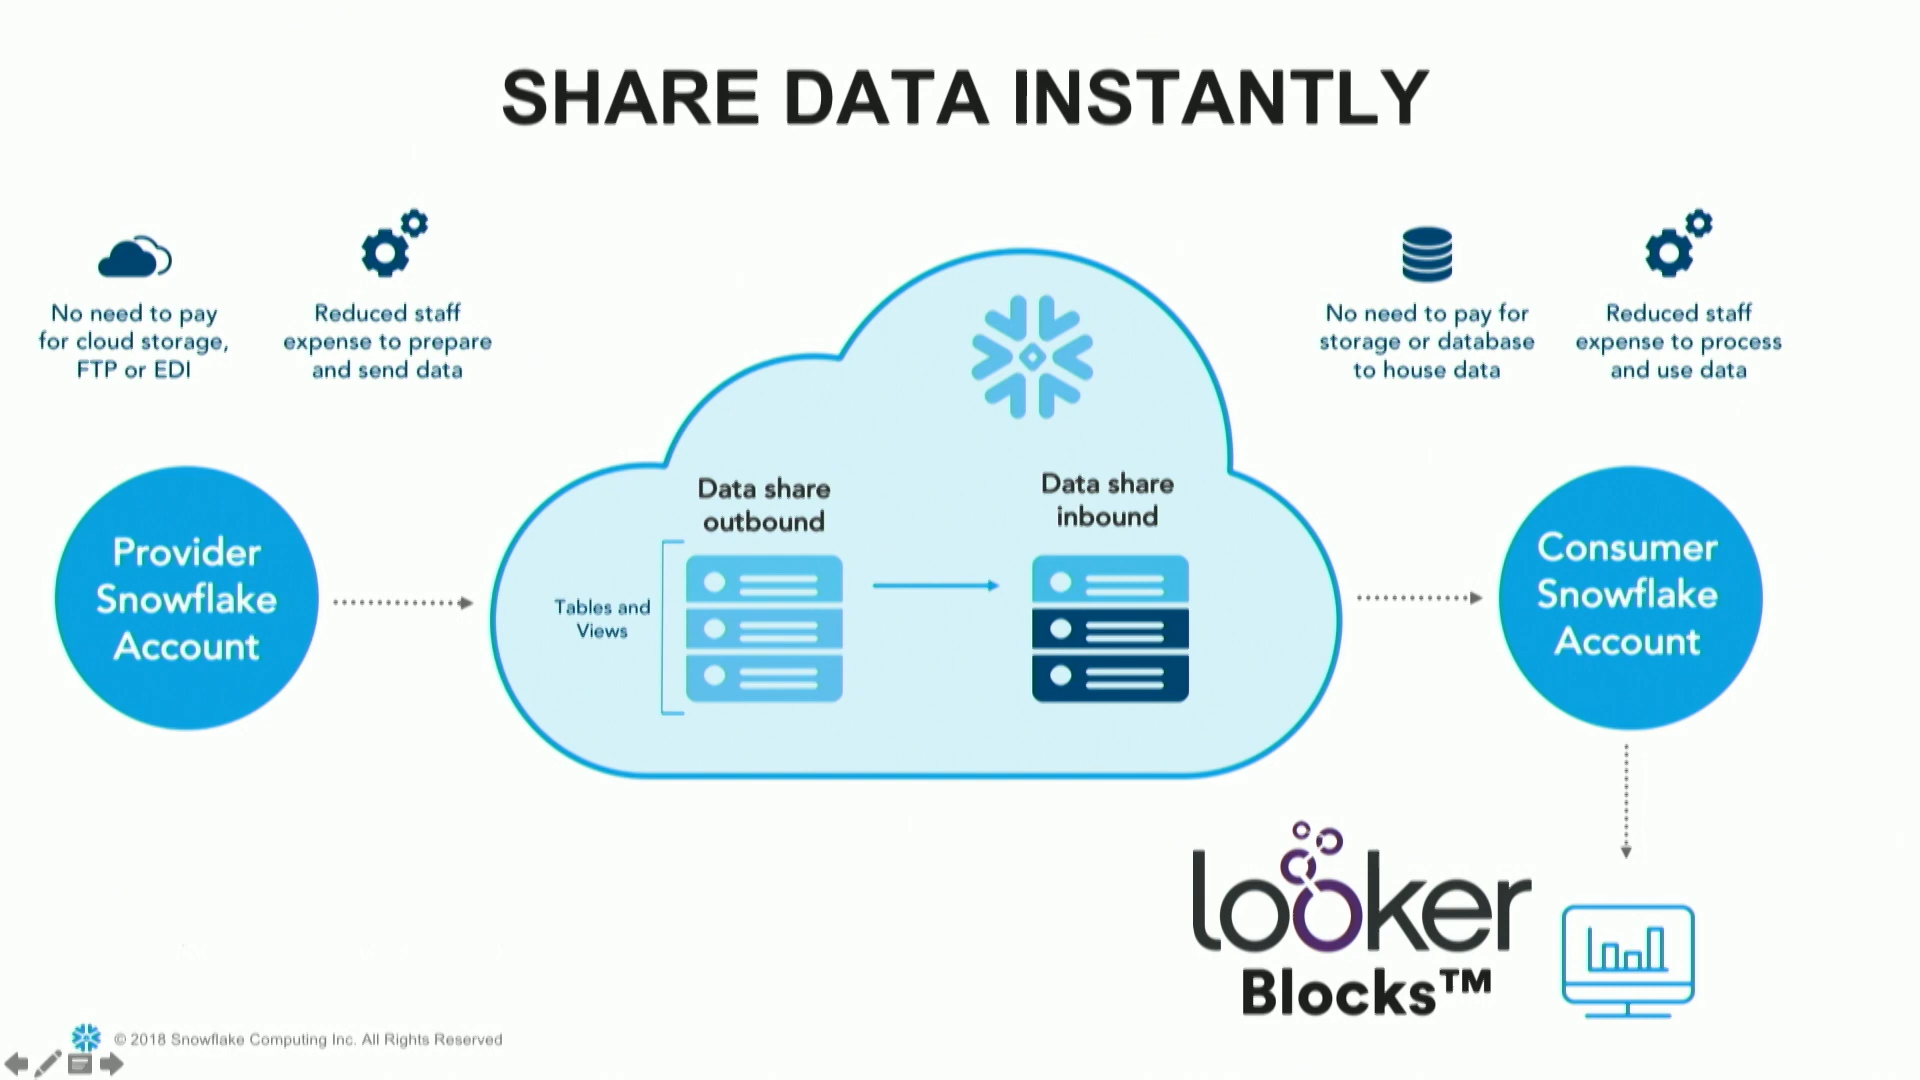 SHARE DATA INSTANTLY
No need to pay
for cloud storage,
FTP or EDI
Reduced staff
expense to prepare
and send data
No need to pay for
storage or database
to house data
Reduced staff
expense to process
and use data
Provider
Snowflake
Account
Data share
outbound
Tables and
Views
Data share
inbound
Consumer
Snowflake
Account
looker
Blocks™
© 2018 Snowflake Computing Inc. All Rights Reserved